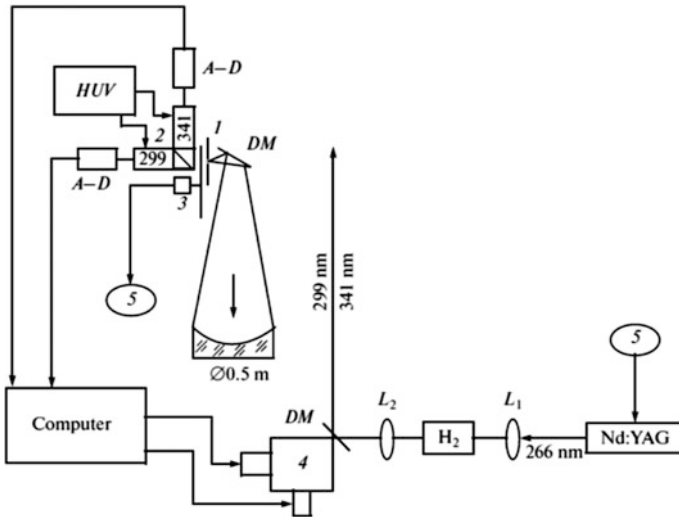 A–D
HUV
341
2
1
DM
299
A–D
3
5
299 nm
341 nm
Ø0.5 m
5
Computer
DM
L2
L1
H2
Nd:YAG
266 nm
4